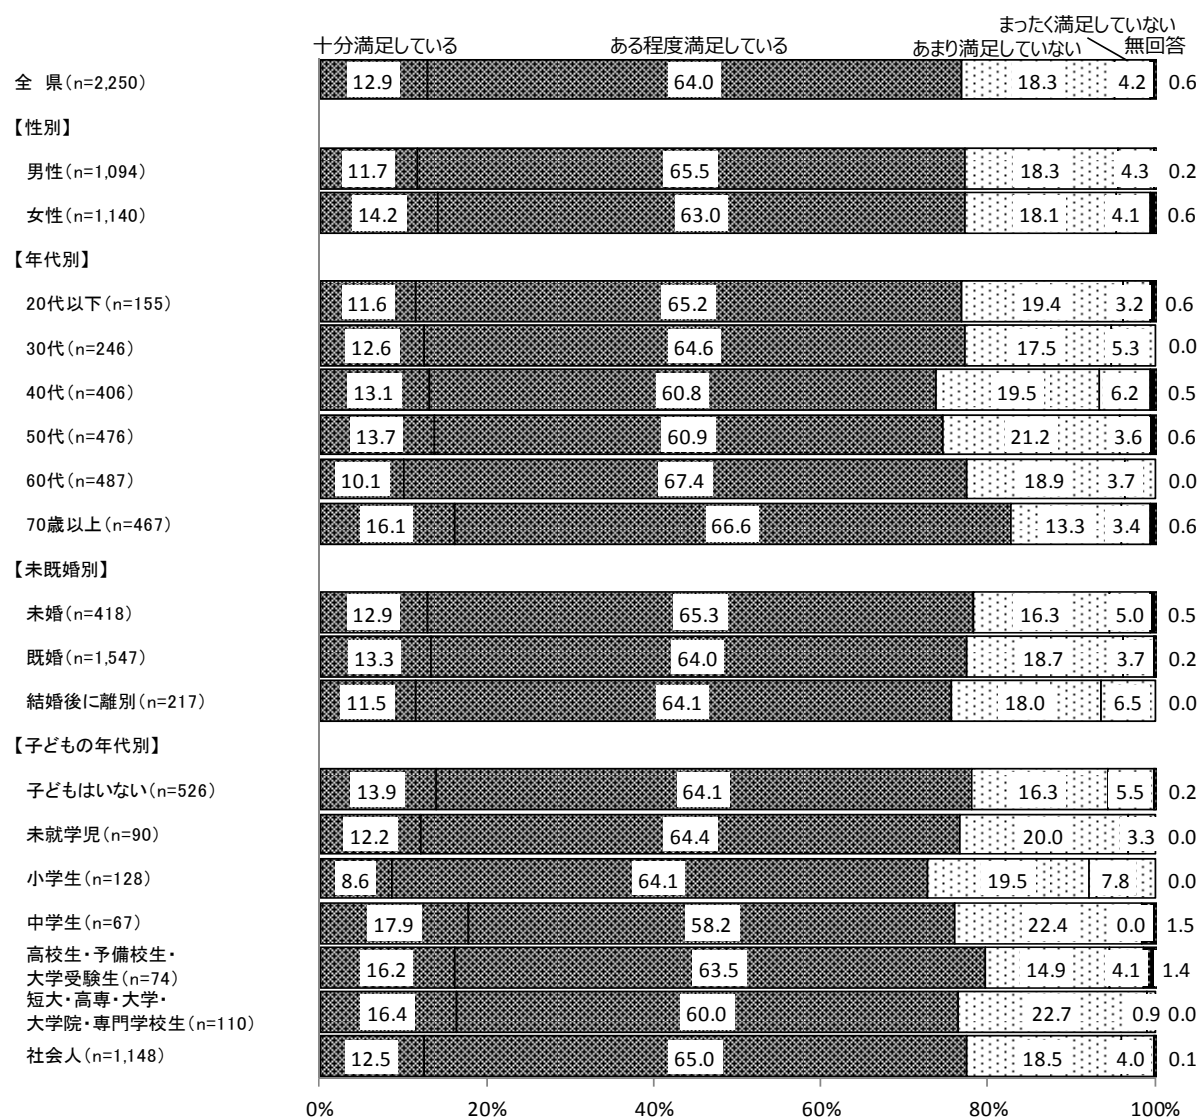 まったく満足していない
十分満足している ある程度満足している あまり満足していない 無回答
全 県(n=2,250) 12.9 64.0 18.3 4.2 0.6
【性別】
男性(n=1,094) 11.7 65.5 18.3 4.3 0.2
女性(n=1,140) 14.2 63.0 18.1 4.1 0.6
【年代別】
20代以下(n=155) 11.6 65.2 19.4 3.2 0.6
30代(n=246) 12.6 64.6 17.5 5.3 0.0
40代(n=406) 13.1 60.8 19.5 6.2 0.5
50代(n=476) 13.7 60.9 21.2 3.6 0.6
60代(n=487) 10.1 67.4 18.9 3.7 0.0
70歳以上(n=467) 16.1 66.6 13.3 3.4 0.6
【未既婚別】
未婚(n=418) 12.9 65.3 16.3 5.0 0.5
既婚(n=1,547) 13.3 64.0 18.7 3.7 0.2
結婚後に離別(n=217) 11.5 64.1 18.0 6.5 0.0
【子どもの年代別】
子どもはいない(n=526) 13.9 64.1 16.3 5.5 0.2
未就学児(n=90) 12.2 64.4 20.0 3.3 0.0
小学生(n=128) 8.6 64.1 19.5 7.8 0.0
中学生(n=67) 17.9 58.2 22.4 0.0 1.5
高校生・予備校生・
大学受験生(n=74) 16.2 63.5 14.9 4.1 1.4
短大・高専・大学・
大学院・専門学校生(n=110) 16.4 60.0 22.7 0.9 0.0
社会人(n=1,148) 12.5 65.0 18.5 4.0 0.1
0% 20% 40% 60% 80% 100%